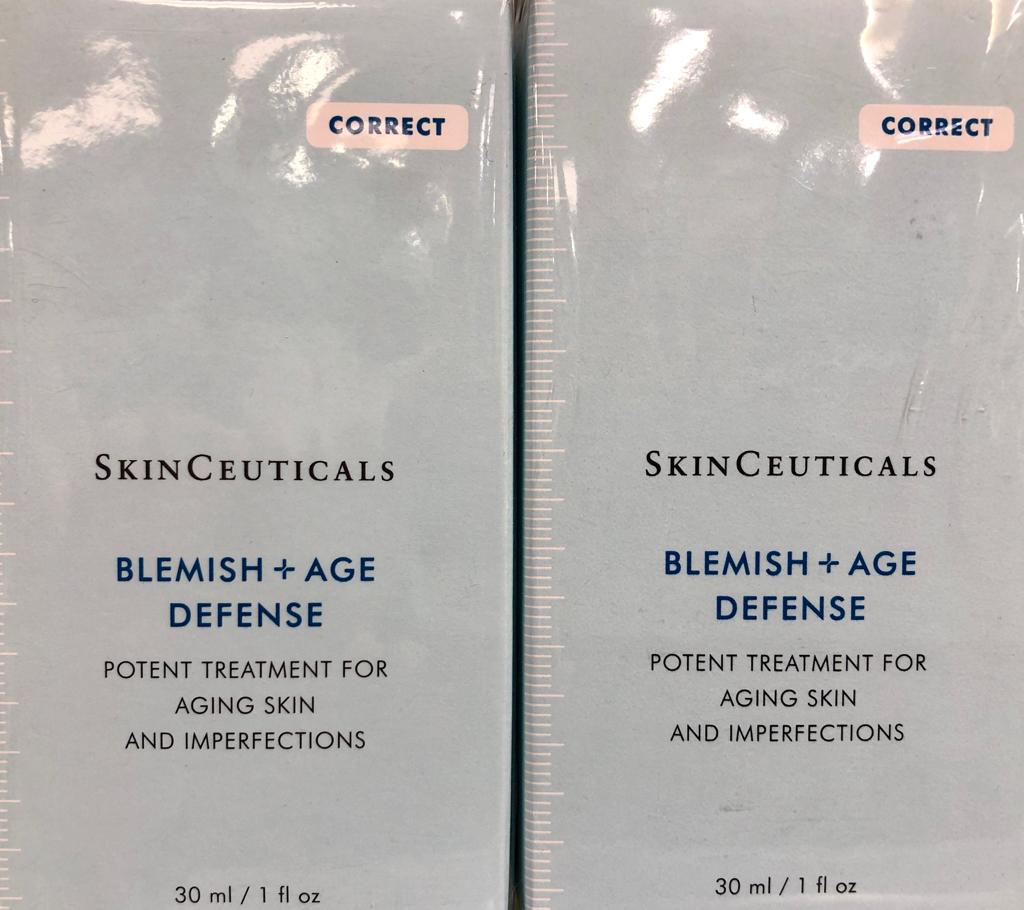 CORRECT
SKINCEUTICALS
BLEMISH + AGE
DEFENSE
POTENT TREATMENT FOR
AGING SKIN
AND IMPERFECTIONS
30 ml / 1 fl oz
CORRECT
SKINCEUTICALS
BLEMISH + AGE
DEFENSE
POTENT TREATMENT FOR
AGING SKIN
AND IMPERFECTIONS
30 ml / 1 fl oz